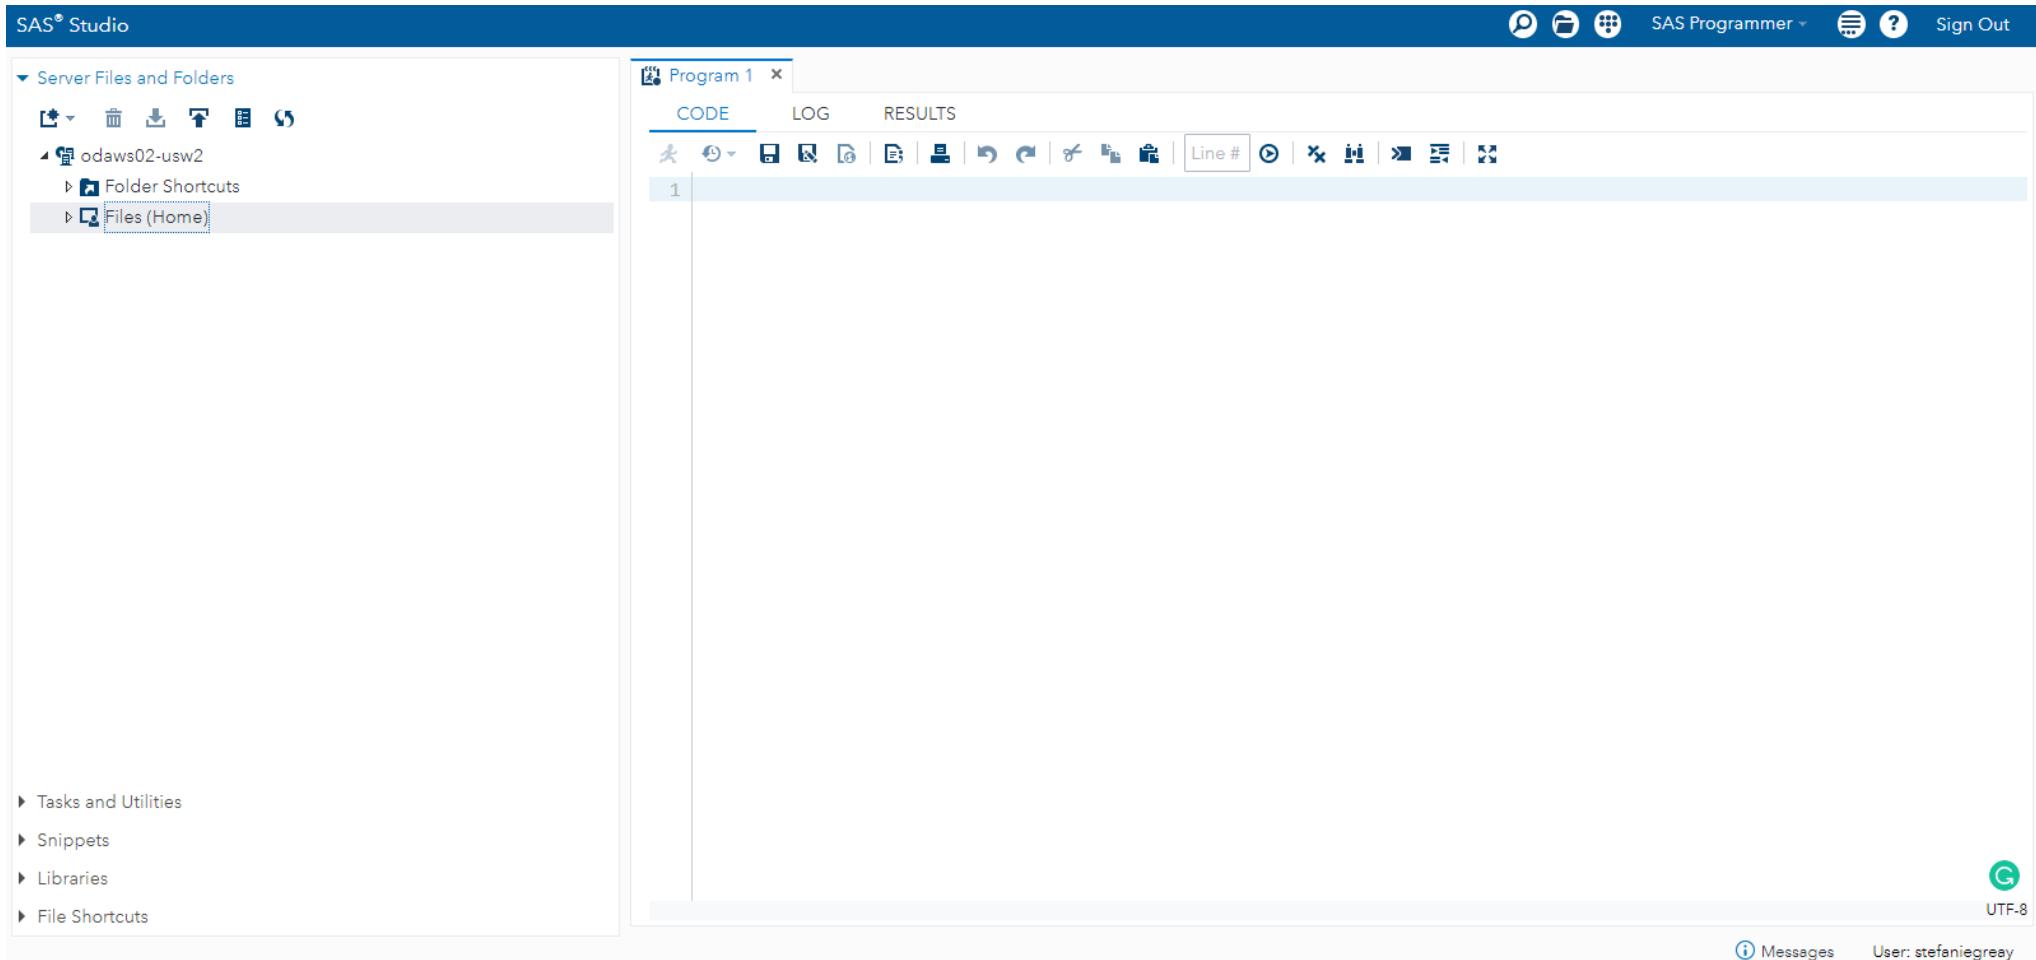 SAS® Studio
SAS Programmer
Sign Out
Server Files and Folders
odaws02-usw2
Folder Shortcuts
Files (Home)
Tasks and Utilities
Snippets
Libraries
File Shortcuts
Program 1
CODE LOG RESULTS
Line #
1
UTF-8
Messages User: stefaniegreay